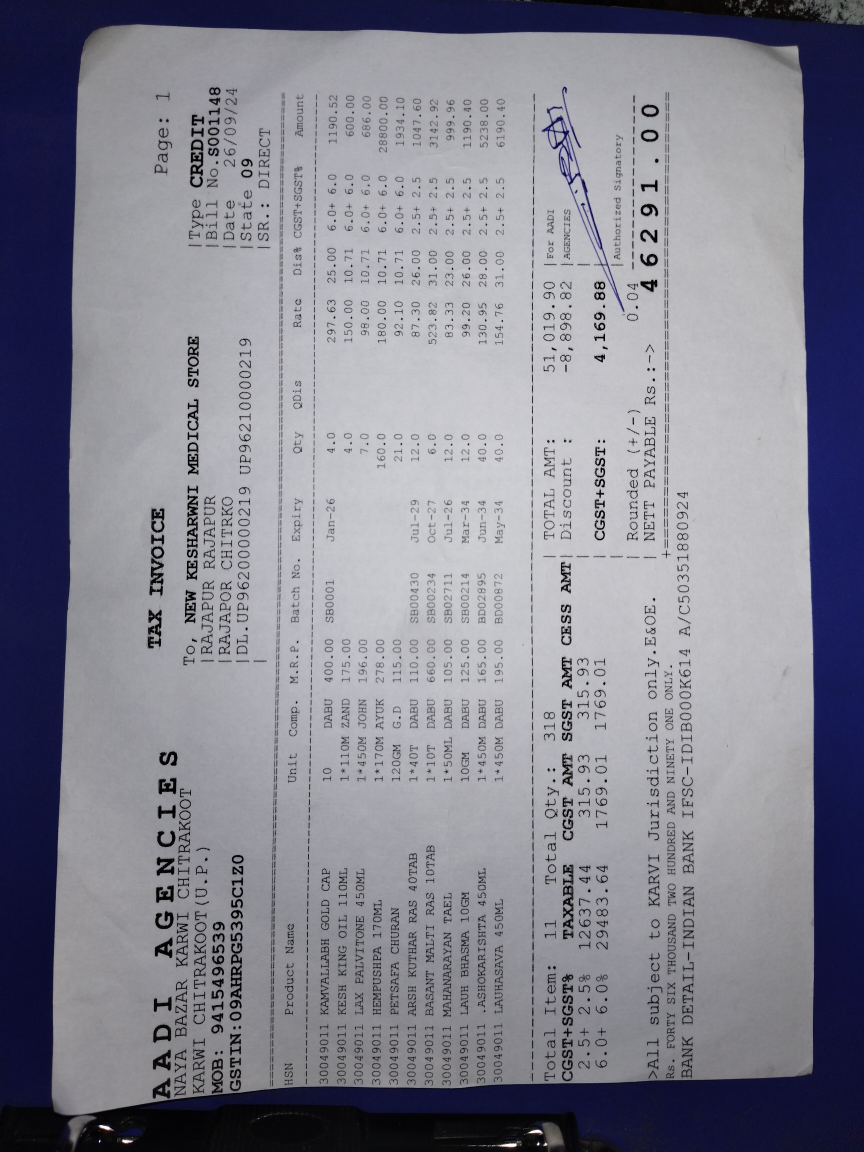 AADI AGENCIES
NAYA BAZAR KARWI CHITRAKOOT
KARWI CHITRAKOOT(U.P.)
MOB: 9415496539
GSTIN:09AHRPG5395C1Z0
TAX INVOICE
To, NEW KESHARWNI MEDICAL STORE
|RAJAPUR RAJAPUR
|RAJAPOR CHITRKO
|DL.UP96200000219 UP96210000219
|
Page: 1
|Type CREDIT
|Bill No.S001148
|Date 26/09/24
|State 09
|SR.: DIRECT
HSN Product Name Unit Comp. M.R.P. Batch No. Expiry Qty QDis Rate Dis% CGST+SGST% Amount
30049011 KAMVALLABH GOLD CAP 10 DABU 400.00 SB0001 Jan-26 4.0 297.63 25.00 6.0+ 6.0 1190.52
30049011 KESH KING OIL 110ML 1*110M ZAND 175.00 4.0 150.00 10.71 6.0+ 6.0 600.00
30049011 LAX PALVITONE 450ML 1*450M JOHN 196.00 7.0 98.00 10.71 6.0+ 6.0 686.00
30049011 HEMPUSHPA 170ML 1*170M AYUK 278.00 160.0 180.00 10.71 6.0+ 6.0 28800.00
30049011 PETSAFA CHURAN 120GM G.D 115.00 21.0 92.10 10.71 6.0+ 6.0 1934.10
30049011 ARSH KUTHAR RAS 40TAB 1*40T DABU 110.00 SB00430 Jul-29 12.0 87.30 26.00 2.5+ 2.5 1047.60
30049011 BASANT MALTI RAS 10TAB 1*10T DABU 660.00 SB00234 Oct-27 6.0 523.82 31.00 2.5+ 2.5 3142.92
30049011 MAHANARAYAN TAEL 1*50ML DABU 105.00 SB02711 Jul-26 12.0 83.33 23.00 2.5+ 2.5 999.96
30049011 LAUH BHASMA 10GM 10GM DABU 125.00 SB00214 Mar-34 12.0 99.20 26.00 2.5+ 2.5 1190.40
30049011 .ASHOKARISHTA 450ML 1*450M DABU 165.00 BD02895 Jun-34 40.0 130.95 28.00 2.5+ 2.5 5238.00
30049011 LAUHASAVA 450ML 1*450M DABU 195.00 BD00872 May-34 40.0 154.76 31.00 2.5+ 2.5 6190.40
Total Item: 11 Total Qty.: 318
CGST+SGST% TAXABLE CGST AMT SGST AMT CESS AMT
2.5+ 2.5% 12637.44 315.93 315.93
6.0+ 6.0% 29483.64 1769.01 1769.01
| TOTAL AMT: 51,019.90
| Discount : -8,898.82
| CGST+SGST: 4,169.88
|For AADI
|AGENCIES
|Authorized Signatory
| Rounded (+/-) 0.04
| NETT PAYABLE Rs.:-> 46291.00
>All subject to KARVI Jurisdiction only.E&OE.
Rs. FORTY SIX THOUSAND TWO HUNDRED AND NINETY ONE ONLY.
BANK DETAIL-INDIAN BANK IFSC-IDIB000K614 A/C50351880924